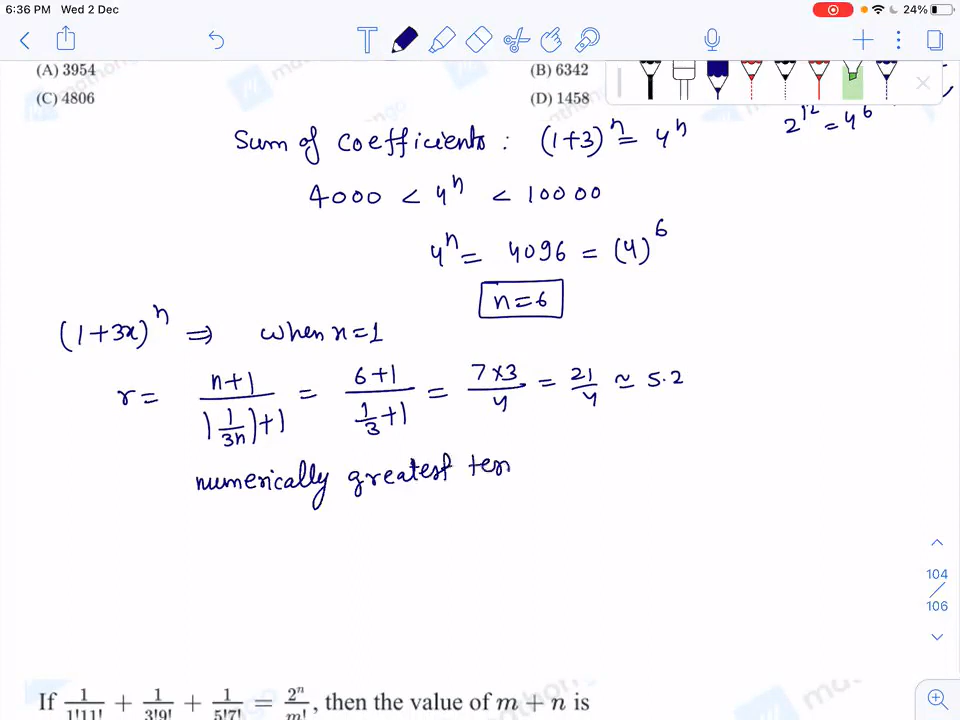 6:36 PM Wed 2 Dec
24%
(A) 3954
(B) 6342
(C) 4806
(D) 1458
2^12 = 4^6
Sum of coefficients : (1+3)^n = 4^n
4000 < 4^n < 10000
4^n = 4096 = (4)^6
n=6
(1+3x)^n ⇒ when x=1
r = (n+1)/(|1/3x|+1) = (6+1)/(1/3+1) = (7×3)/4 = 21/4 ≃ 5.2
numerically greatest ter
104
106
If 1/(1!11!) + 1/(3!9!) + 1/(5!7!) = 2^n/m!, then the value of m + n is